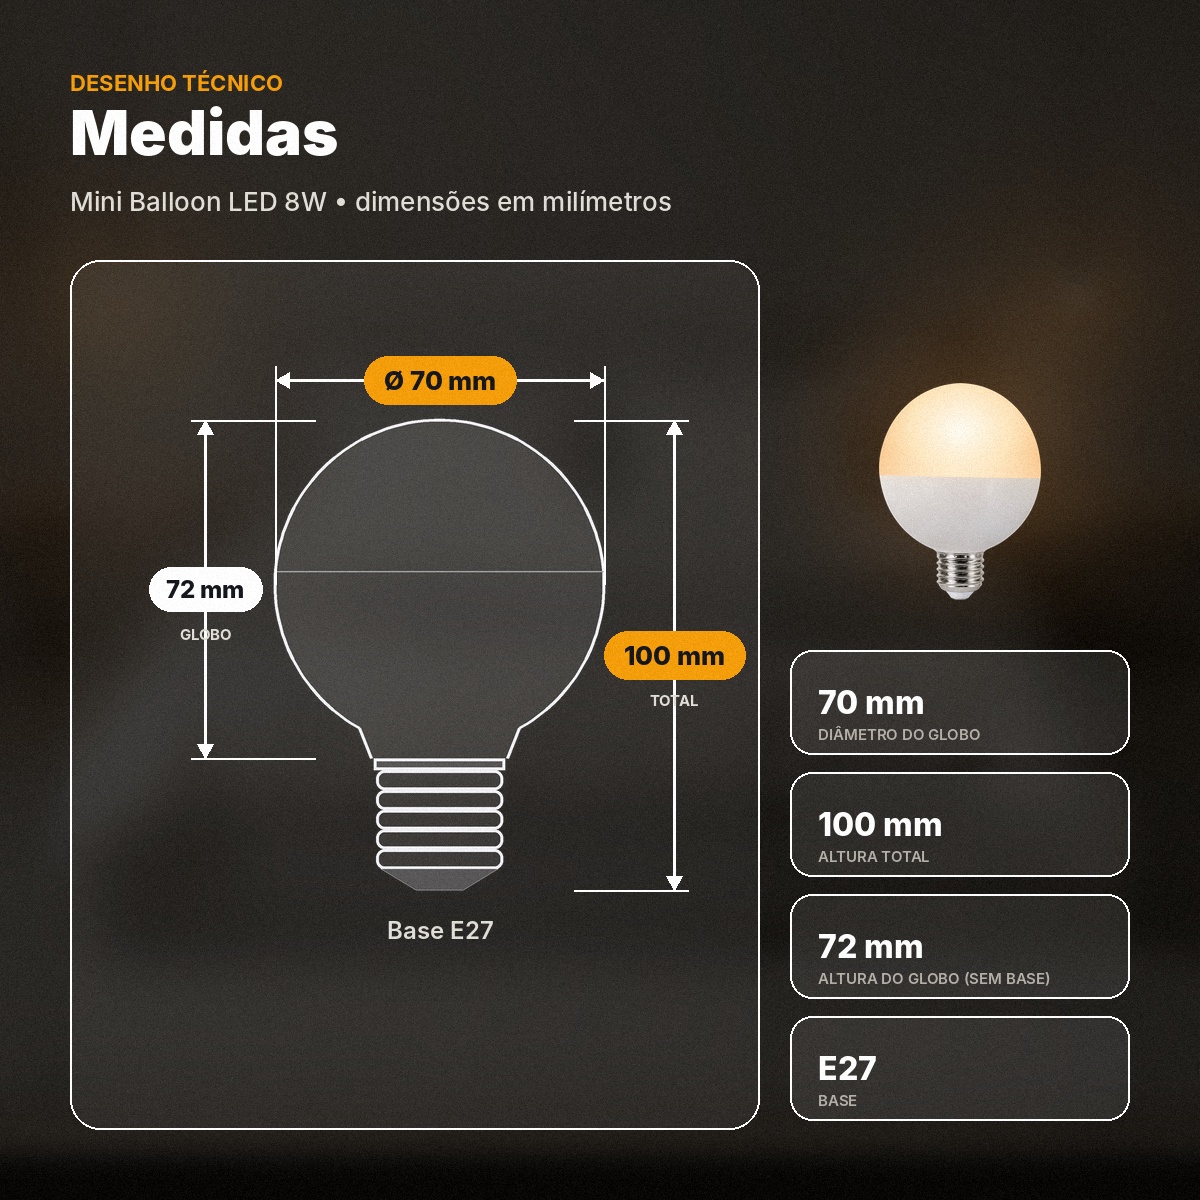 DESENHO TÉCNICO
Medidas
Mini Balloon LED 8W • dimensões em milímetros
Ø 70 mm
72 mm
GLOBO
100 mm
TOTAL
Base E27
70 mm
DIÂMETRO DO GLOBO
100 mm
ALTURA TOTAL
72 mm
ALTURA DO GLOBO (SEM BASE)
E27
BASE